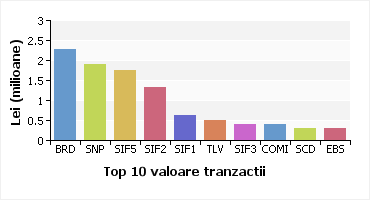 Lei (milioane)
3
2.5
2
1.5
1
0.5
0
BRD SNP SIF5 SIF2 SIF1 TLV SIF3 COMI SCD EBS
Top 10 valoare tranzactii